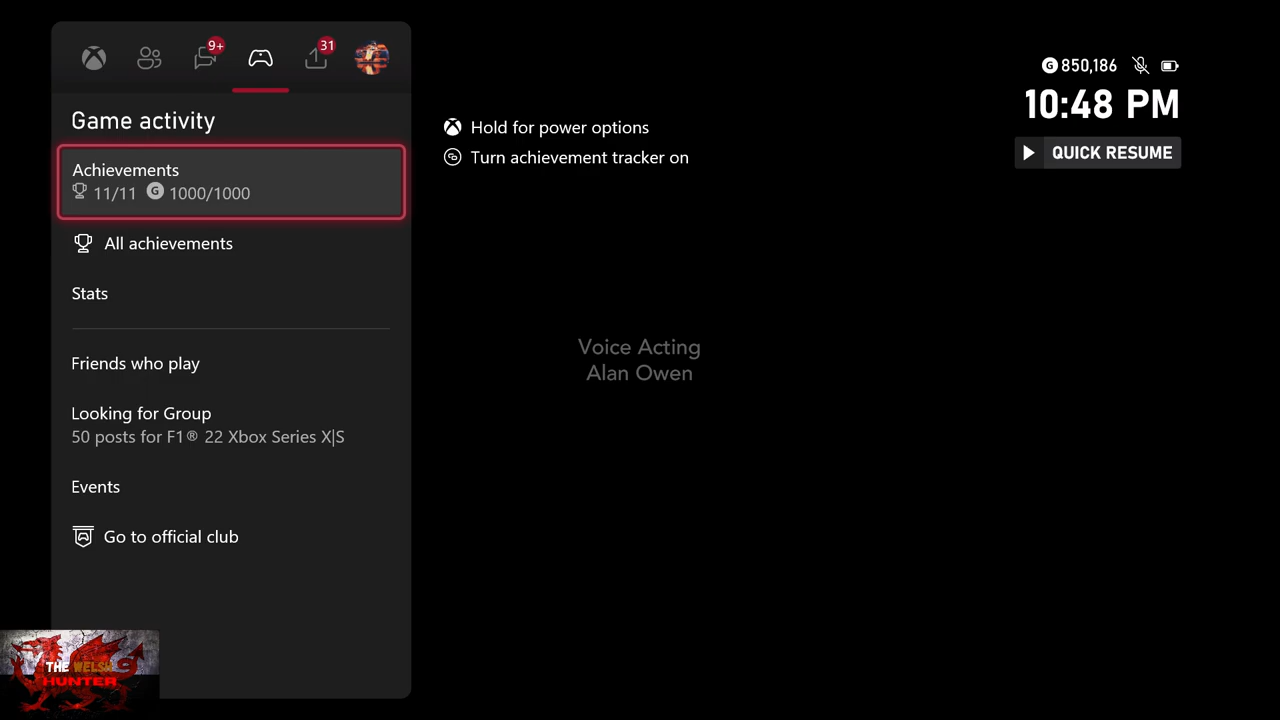 9+
31
Game activity
Achievements
11/11 G 1000/1000
All achievements
Stats
Friends who play
Looking for Group
50 posts for F1® 22 Xbox Series X|S
Events
Go to official club
Hold for power options
Turn achievement tracker on
Voice Acting
Alan Owen
G 850,186
10:48 PM
QUICK RESUME
THE WELSH
HUNTER